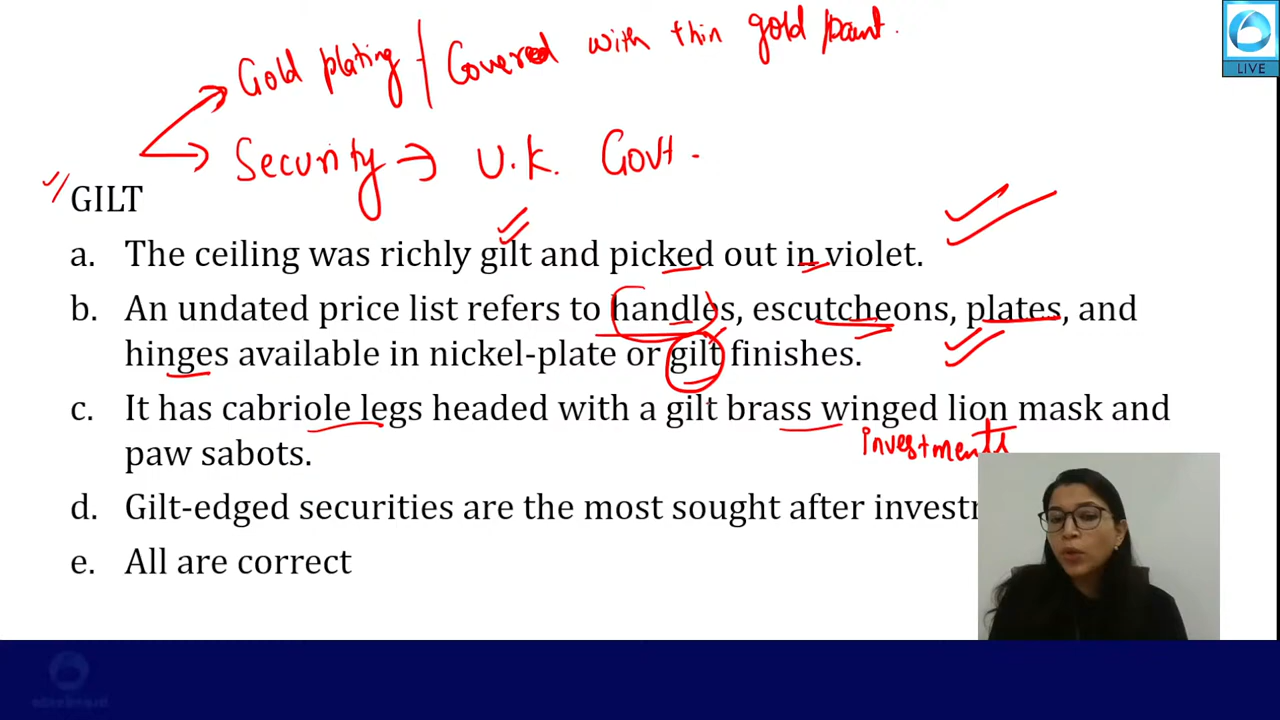 Gold plating / Covered with thin gold paint.
LIVE
Security → U.K. Govt.
GILT
a. The ceiling was richly gilt and picked out in violet.
b. An undated price list refers to handles, escutcheons, plates, and
hinges available in nickel-plate or gilt finishes.
c. It has cabriole legs headed with a gilt brass winged lion mask and
paw sabots.
investments
d. Gilt-edged securities are the most sought after
e. All are correct